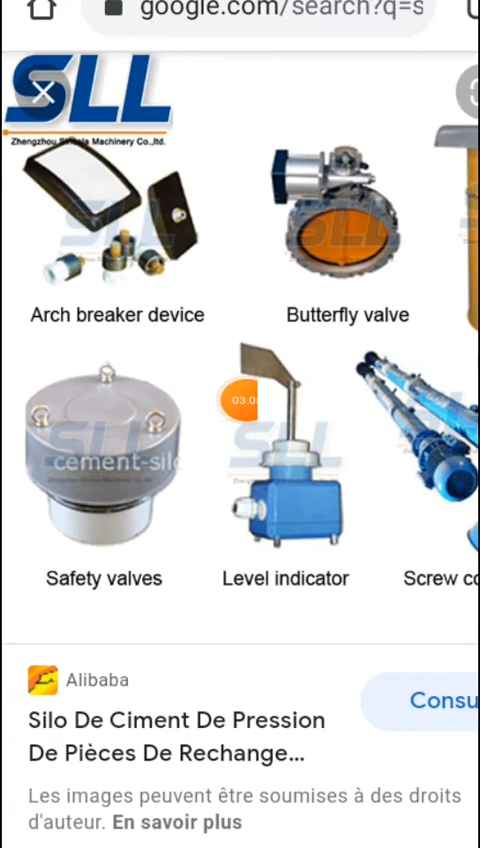 google.com/search?q=s
SLL
Zhengzhou Sincola Machinery Co.,ltd.
Arch breaker device
Butterfly valve
03:0
cement-silo
Safety valves
Level indicator
Screw co
Alibaba
Consu
Silo De Ciment De Pression
De Pièces De Rechange...
Les images peuvent être soumises à des droits
d'auteur. En savoir plus